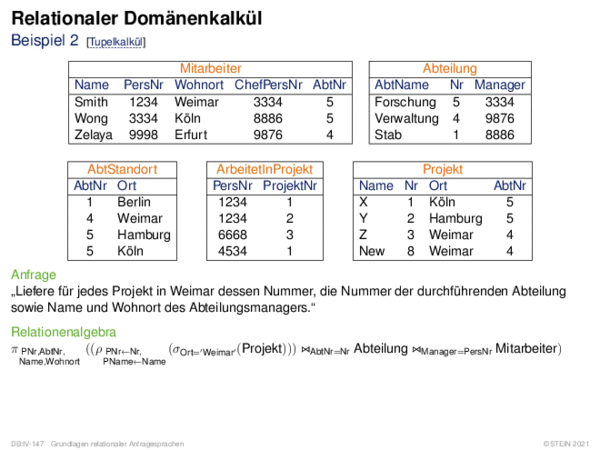 Relationaler Domänenkalkül
Beispiel 2 [Tupelkalkül]
Mitarbeiter
Name PersNr Wohnort ChefPersNr AbtNr
Smith 1234 Weimar 3334 5
Wong 3334 Köln 8886 5
Zelaya 9998 Erfurt 9876 4
Abteilung
AbtName Nr Manager
Forschung 5 3334
Verwaltung 4 9876
Stab 1 8886
AbtStandort
AbtNr Ort
1 Berlin
4 Weimar
5 Hamburg
5 Köln
ArbeitetInProjekt
PersNr ProjektNr
1234 1
1234 2
6668 3
4534 1
Projekt
Name Nr Ort AbtNr
X 1 Köln 5
Y 2 Hamburg 5
Z 3 Weimar 4
New 8 Weimar 4
Anfrage
„Liefere für jedes Projekt in Weimar dessen Nummer, die Nummer der durchführenden Abteilung
sowie Name und Wohnort des Abteilungsmanagers.“
Relationenalgebra
π PNr,AbtNr, Name,Wohnort ((ρ PNr←Nr, PName←Name (σOrt='Weimar'(Projekt))) ⋈AbtNr=Nr Abteilung ⋈Manager=PersNr Mitarbeiter)
DB:IV-147 Grundlagen relationaler Anfragesprachen ©STEIN 2021